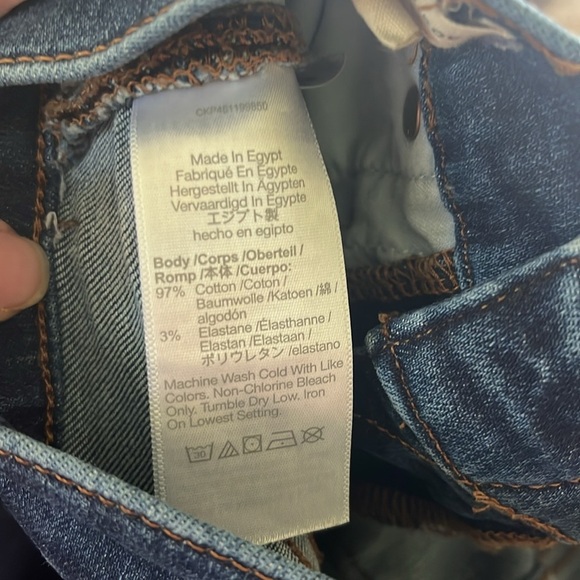 CKP461199850
Made In Egypt
Fabriqué En Égypte
Hergestellt In Ägypten
Vervaardigd In Egypte
エジプト製
hecho en egipto
Body /Corps /Oberteil /
Romp /本体 /Cuerpo:
97% Cotton /Coton /
Baumwolle /Katoen /綿 /
algodón
3% Elastane /Élasthanne /
Elastan /Elastaan /
ポリウレタン /elastano
Machine Wash Cold With Like
Colors. Non-Chlorine Bleach
Only. Tumble Dry Low. Iron
On Lowest Setting.
30